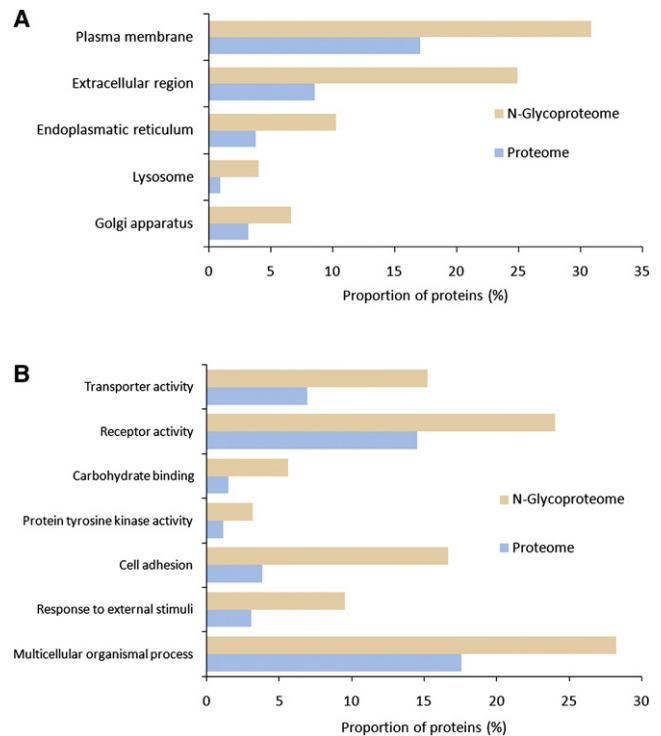 A
Plasma membrane
Extracellular region
Endoplasmatic reticulum
Lysosome
Golgi apparatus
N-Glycoproteome
Proteome
0 5 10 15 20 25 30 35
Proportion of proteins (%)
B
Transporter activity
Receptor activity
Carbohydrate binding
Protein tyrosine kinase activity
Cell adhesion
Response to external stimuli
Multicellular organismal process
N-Glycoproteome
Proteome
0 5 10 15 20 25 30
Proportion of proteins (%)